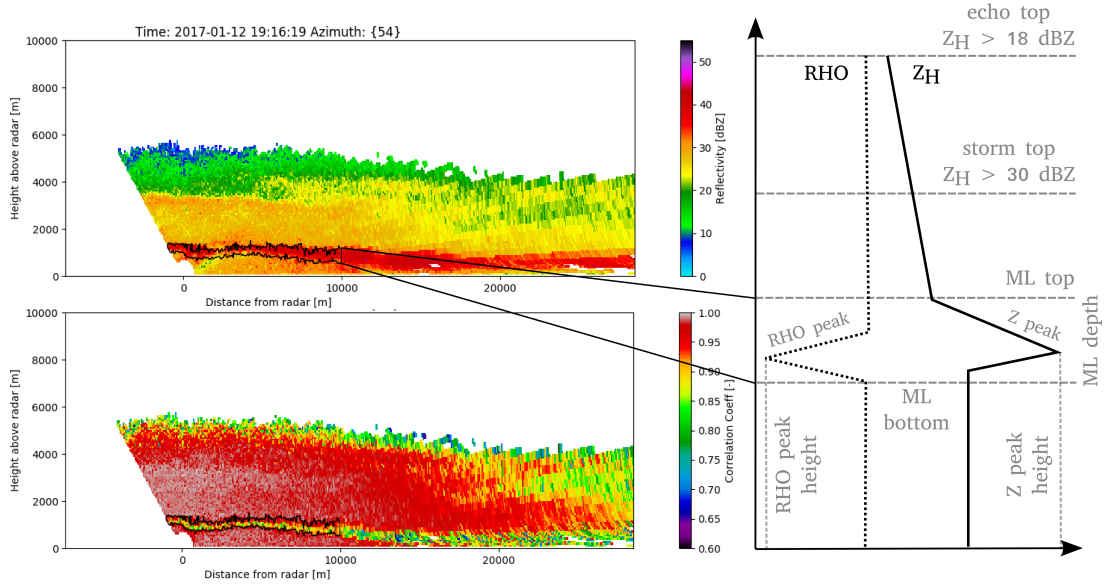 Time: 2017-01-12 19:16:19 Azimuth: {54}
10000
8000
6000
4000
2000
0
Height above radar [m]
0
10000
20000
Distance from radar [m]
50
40
30
20
10
0
Reflectivity [dBZ]
10000
8000
6000
4000
2000
0
Height above radar [m]
0
10000
20000
Distance from radar [m]
1.00
0.95
0.90
0.85
0.80
0.75
0.70
0.65
0.60
Correlation Coeff [-]
echo top
ZH > 18 dBZ
RHO
ZH
storm top
ZH > 30 dBZ
ML top
RHO peak
Z peak
ML depth
ML
bottom
RHO peak
height
Z peak
height